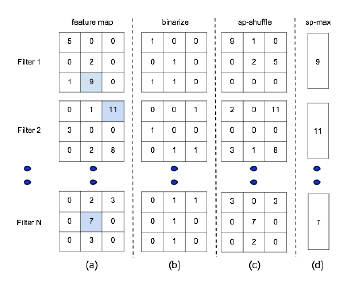 feature map binarize sp-shuffle sp-max
5 0 0 1 0 0 9 1 0
Filter 1 0 2 0 0 1 0 0 2 5 9
1 9 0 0 1 0 0 0 0
0 1 11 0 0 1 2 0 11
Filter 2 3 0 0 1 0 0 0 0 0 11
0 2 8 0 0 1 3 1 8
0 2 3 0 1 1 3 0 3
Filter N 0 7 0 0 1 0 0 7 0 7
0 3 0 0 1 0 0 2 0
(a) (b) (c) (d)